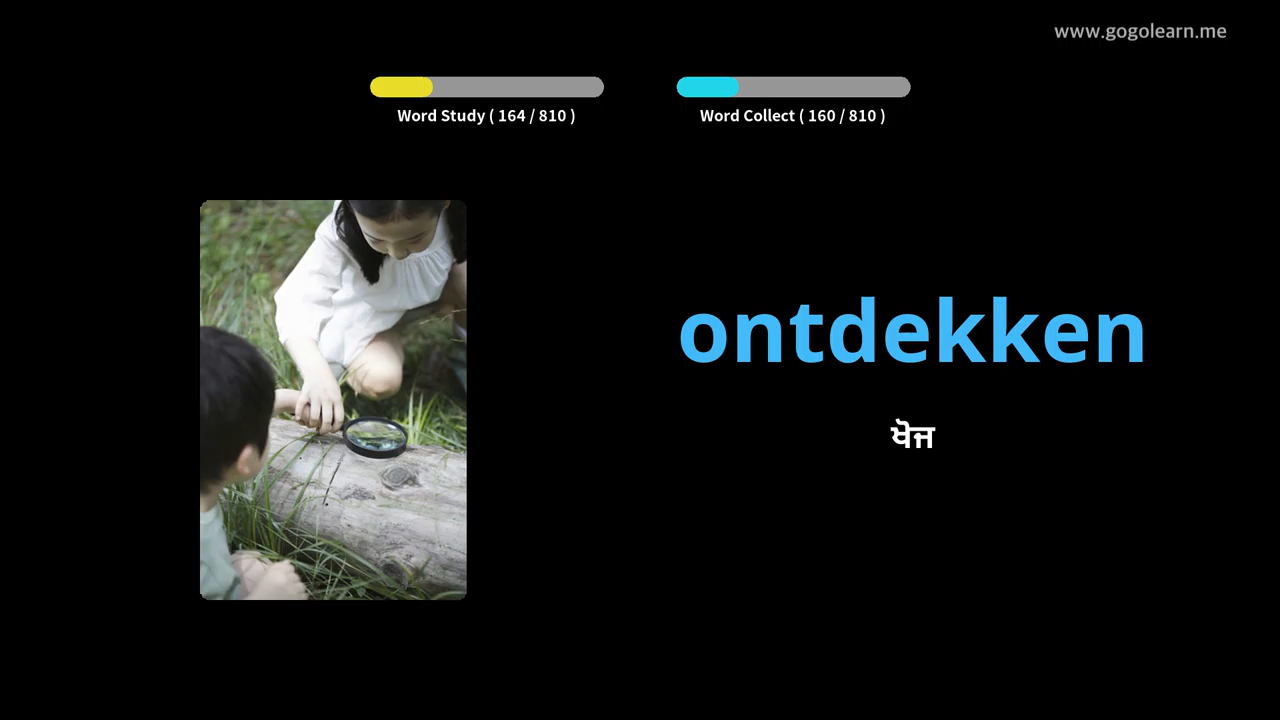 www.gogolearn.me
Word Study ( 164 / 810 )
Word Collect ( 160 / 810 )
ontdekken
ਖੋਜ